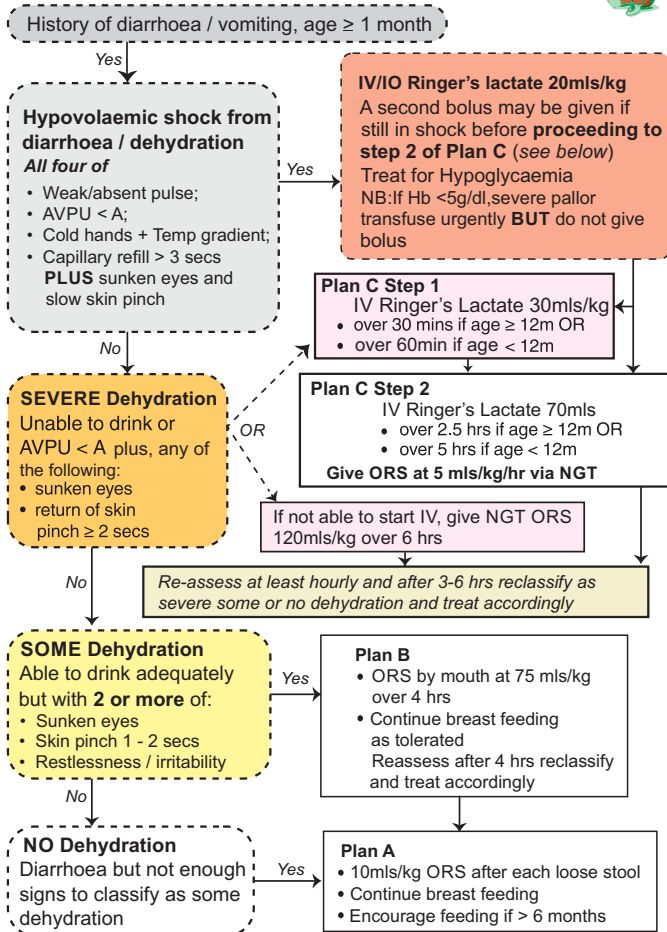 History of diarrhoea / vomiting, age ≥ 1 month
Yes
Hypovolaemic shock from
diarrhoea / dehydration
All four of
• Weak/absent pulse;
• AVPU < A;
• Cold hands + Temp gradient;
• Capillary refill > 3 secs
PLUS sunken eyes and
slow skin pinch
Yes
IV/IO Ringer's lactate 20mls/kg
A second bolus may be given if
still in shock before proceeding to
step 2 of Plan C (see below)
Treat for Hypoglycaemia
NB:If Hb <5g/dl,severe pallor
transfuse urgently BUT do not give
bolus
No
Plan C Step 1
IV Ringer's Lactate 30mls/kg
• over 30 mins if age ≥ 12m OR
• over 60min if age < 12m
SEVERE Dehydration
Unable to drink or
AVPU < A plus, any of
the following:
• sunken eyes
• return of skin
pinch ≥ 2 secs
OR
Plan C Step 2
IV Ringer's Lactate 70mls
• over 2.5 hrs if age ≥ 12m OR
• over 5 hrs if age < 12m
Give ORS at 5 mls/kg/hr via NGT
If not able to start IV, give NGT ORS
120mls/kg over 6 hrs
No
Re-assess at least hourly and after 3-6 hrs reclassify as
severe some or no dehydration and treat accordingly
SOME Dehydration
Able to drink adequately
but with 2 or more of:
• Sunken eyes
• Skin pinch 1 - 2 secs
• Restlessness / irritability
Yes
Plan B
• ORS by mouth at 75 mls/kg
over 4 hrs
• Continue breast feeding
as tolerated
Reassess after 4 hrs reclassify
and treat accordingly
No
NO Dehydration
Diarrhoea but not enough
signs to classify as some
dehydration
Yes
Plan A
• 10mls/kg ORS after each loose stool
• Continue breast feeding
• Encourage feeding if > 6 months